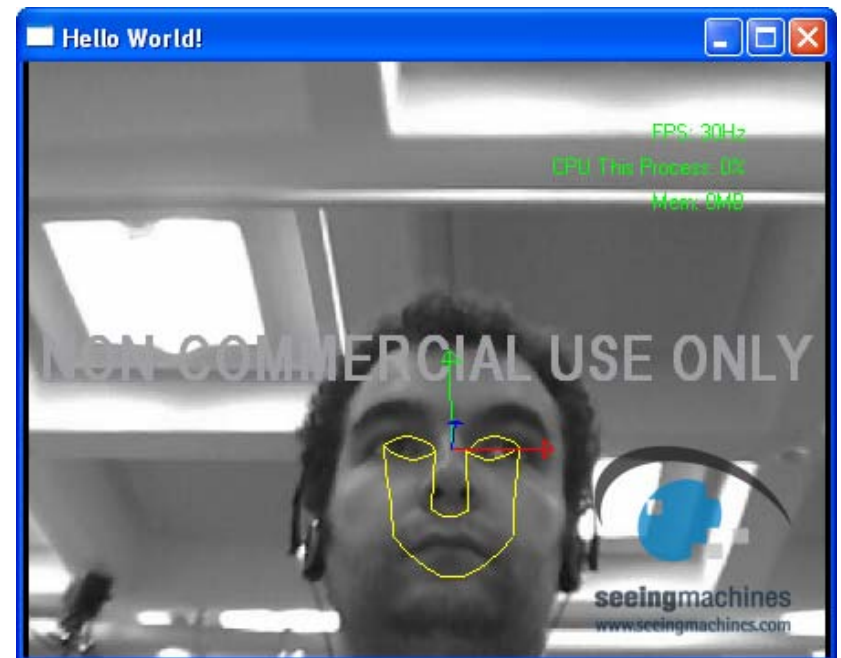 Hello World!
FPS: 30Hz
CPU This Process: 0%
Mem: 0MB
NON COMMERCIAL USE ONLY
seeingmachines
www.seeingmachines.com